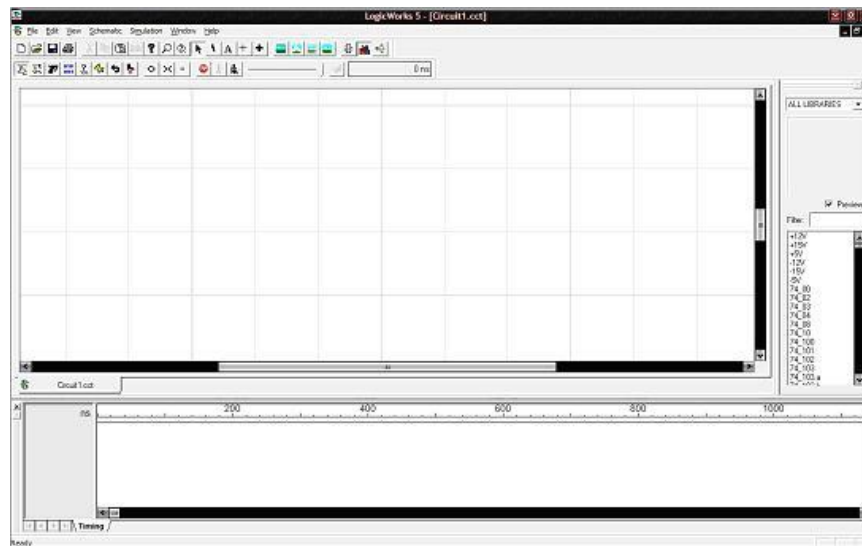 LogicWorks 5 - [Circuit1.cct]
File Edit View Schematic Simulation Window Help
0 ns
ALL LIBRARIES
Preview
Filter:
+12V
+15V
+5V
-12V
-15V
-5V
74_00
74_02
74_03
74_04
74_08
74_10
74_100
74_101
74_102
74_103
74_103.a
Circuit1.cct
ns
200 400 600 800 1000
Timing
Ready